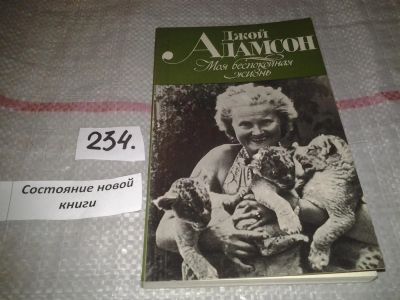 Джой
Адамсон
Моя беспокойная
жизнь
234.
Состояние новой
книги